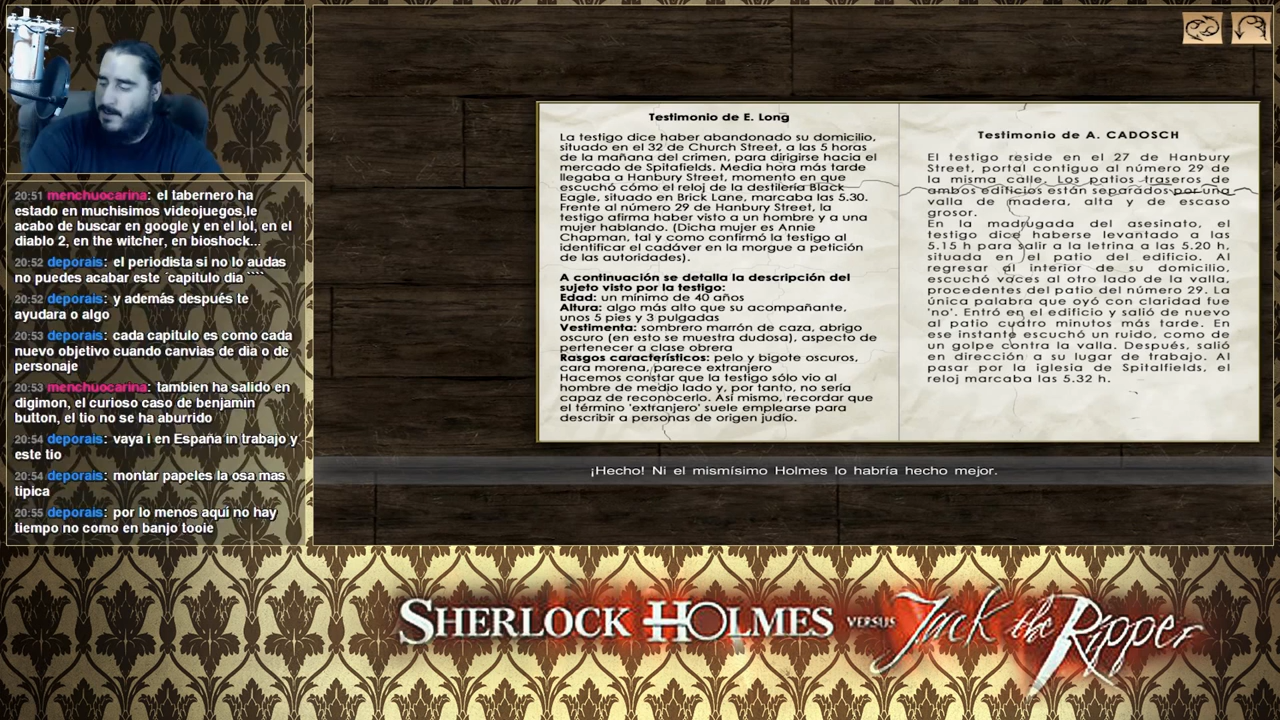 20:51 menchuocarina: el tabernero ha
estado en muchisimos videojuegos,le
acabo de buscar en google y en el lol, en el
diablo 2, en the witcher, en bioshock...
20:52 deporais: el periodista si no lo audas
no puedes acabar este ´capitulo dia ````
20:52 deporais: y además después te
ayudara o algo
20:53 deporais: cada capitulo es como cada
nuevo objetivo cuando canvias de dia o de
personaje
20:53 menchuocarina: tambien ha salido en
digimon, el curioso caso de benjamin
button, el tio no se ha aburrido
20:54 deporais: vaya i en España in trabajo y
este tio
20:54 deporais: montar papeles la osa mas
tipica
20:55 deporais: por lo menos aquí no hay
tiempo no como en banjo tooie
Testimonio de E. Long
La testigo dice haber abandonado su domicilio,
situado en el 32 de Church Street, a las 5 horas
de la mañana del crimen, para dirigirse hacia el
mercado de Spitafields. Media hora más tarde
llegaba a Hanbury Street, momento en que
escuchó cómo el reloj de la destilería Black
Eagle, situado en Brick Lane, marcaba las 5.30.
Frente al número 29 de Hanbury Street, la
testigo afirma haber visto a un hombre y a una
mujer hablando. (Dicha mujer es Annie
Chapman, tal y como confirmó la testigo al
identificar el cadáver en la morgue a petición
de las autoridades).
A continuación se detalla la descripción del
sujeto visto por la testigo:
Edad: un mínimo de 40 años
Altura: algo más alto que su acompañante,
unos 5 pies y 3 pulgadas
Vestimenta: sombrero marrón de caza, abrigo
oscuro (en esto se muestra dudosa), aspecto de
pertenecer a clase obrera
Rasgos característicos: pelo y bigote oscuros,
cara morena, parece extranjero
Hacemos constar que la testigo sólo vio al
hombre de medio lado y, por tanto, no sería
capaz de reconocerlo. Así mismo, recordar que
el término 'extranjero' suele emplearse para
describir a personas de origen judío.
Testimonio de A. CADOSCH
El testigo reside en el 27 de Hanbury
Street, portal contiguo al número 29 de
la misma calle. Los patios traseros de
ambos edificios están separados por una
valla de madera, alta y de escaso
grosor.
En la madrugada del asesinato, el
testigo dice haberse levantado a las
5.15 h para salir a la letrina a las 5.20 h,
situada en el patio del edificio. Al
regresar al interior de su domicilio,
escuchó voces al otro lado de la valla,
procedentes del patio del número 29. La
única palabra que oyó con claridad fue
'no'. Entró en el edificio y salió de nuevo
al patio cuatro minutos más tarde. En
ese instante escuchó un ruido, como de
un golpe contra la valla. Después, salió
en dirección a su lugar de trabajo. Al
pasar por la iglesia de Spitalfields, el
reloj marcaba las 5.32 h.
¡Hecho! Ni el mismísimo Holmes lo habría hecho mejor.
SHERLOCK HOLMES VERSUS Jack the Ripper